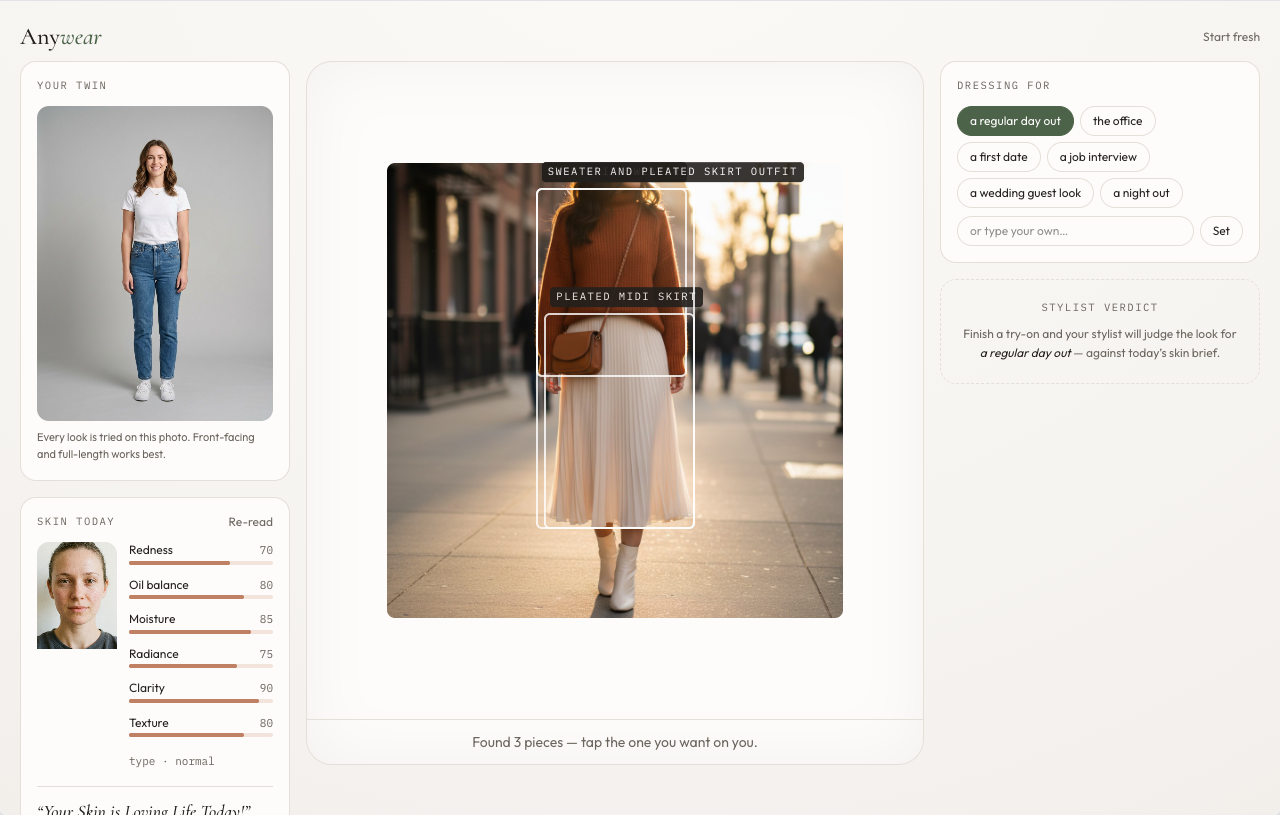 Anywear
Start fresh
YOUR TWIN
Every look is tried on this photo. Front-facing
and full-length works best.
SKIN TODAY
Re-read
Redness 70
Oil balance 80
Moisture 85
Radiance 75
Clarity 90
Texture 80
type · normal
“Your Skin is Loving Life Today!”
SWEATER AND PLEATED SKIRT OUTFIT
PLEATED MIDI SKIRT
Found 3 pieces — tap the one you want on you.
DRESSING FOR
a regular day out
the office
a first date
a job interview
a wedding guest look
a night out
or type your own…
Set
STYLIST VERDICT
Finish a try-on and your stylist will judge the look for
a regular day out — against today's skin brief.